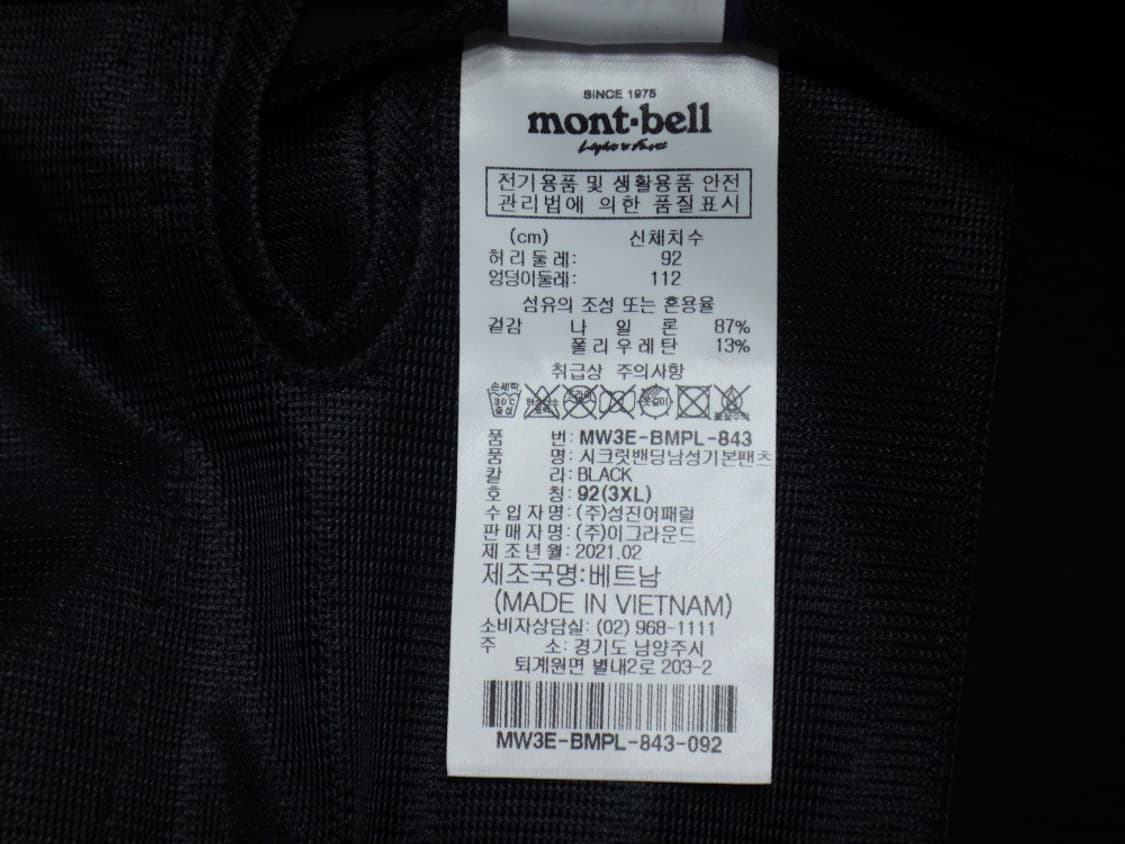 SINCE 1975
mont·bell
Light & Fast
전기용품 및 생활용품 안전
관리법에 의한 품질표시
(cm) 신체치수
허리둘레: 92
엉덩이둘레: 112
섬유의 조성 또는 혼용율
겉감 나일론 87%
폴리우레탄 13%
취급상 주의사항
손세탁
30℃
중성
품번: MW3E-BMPL-843
품명: 시크릿밴딩남성기본팬츠
칼라: BLACK
호칭: 92(3XL)
수입자명: (주)성진어패럴
판매자명: (주)이그라운드
제조년월: 2021.02
제조국명:베트남
(MADE IN VIETNAM)
소비자상담실: (02) 968-1111
주소: 경기도 남양주시
퇴계원면 별내2로 203-2
MW3E-BMPL-843-092